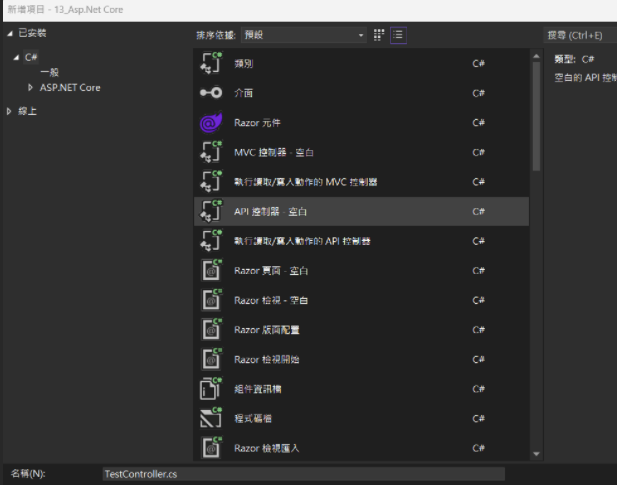 新增項目 - 13_Asp.Net Core
已安裝
C#
一般
ASP.NET Core
線上
排序依據: 預設
類別 C#
介面 C#
Razor 元件 C#
MVC 控制器 - 空白 C#
執行讀取/寫入動作的 MVC 控制器 C#
API 控制器 - 空白 C#
執行讀取/寫入動作的 API 控制器 C#
Razor 頁面 - 空白 C#
Razor 檢視 - 空白 C#
Razor 版面配置 C#
Razor 檢視開始 C#
組件資訊檔 C#
程式碼檔 C#
Razor 檢視匯入 C#
搜尋 (Ctrl+E)
類型: C#
空白的 API 控制
名稱(N): TestController.cs